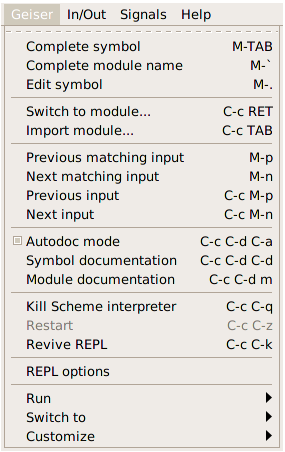 Geiser In/Out Signals Help
Complete symbol M-TAB
Complete module name M-`
Edit symbol M-.
Switch to module... C-c RET
Import module... C-c TAB
Previous matching input M-p
Next matching input M-n
Previous input C-c M-p
Next input C-c M-n
Autodoc mode C-c C-d C-a
Symbol documentation C-c C-d C-d
Module documentation C-c C-d m
Kill Scheme interpreter C-c C-q
Restart C-c C-z
Revive REPL C-c C-k
REPL options
Run
Switch to
Customize